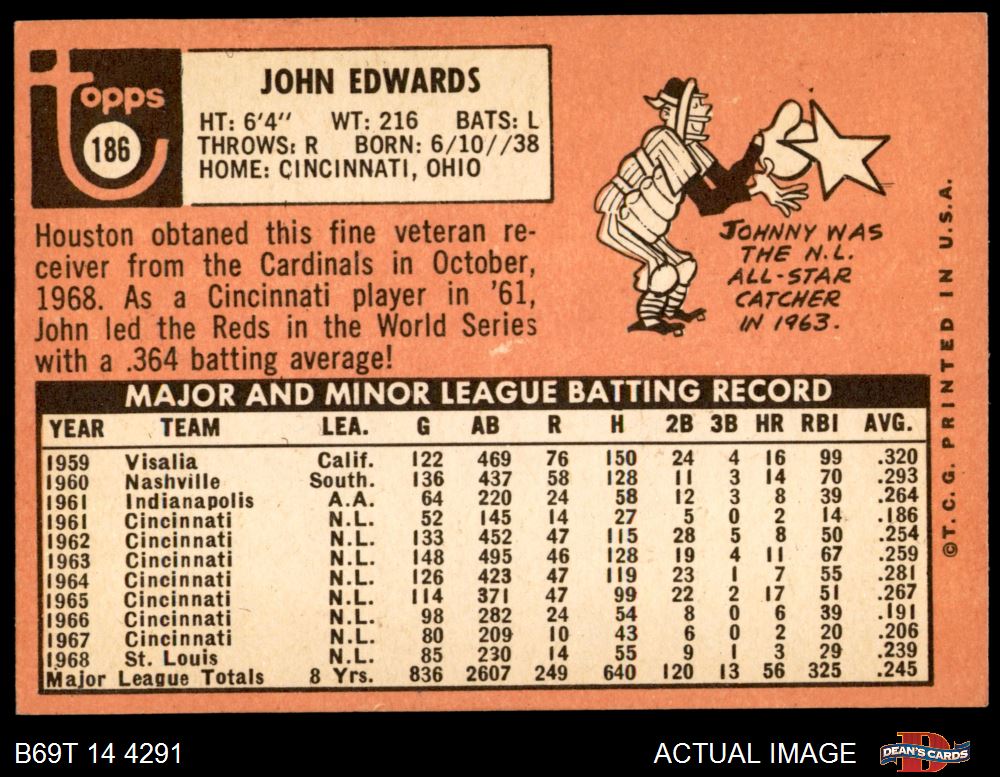 topps
186
JOHN EDWARDS
HT: 6'4" WT: 216 BATS: L
THROWS: R BORN: 6/10//38
HOME: CINCINNATI, OHIO
Houston obtaned this fine veteran re-
ceiver from the Cardinals in October,
1968. As a Cincinnati player in '61,
John led the Reds in the World Series
with a .364 batting average!
JOHNNY WAS
THE N.L.
ALL-STAR
CATCHER
IN 1963.
©T.C.G. PRINTED IN U.S.A.
MAJOR AND MINOR LEAGUE BATTING RECORD
YEAR TEAM LEA. G AB R H 2B 3B HR RBI AVG.
1959 Visalia Calif. 122 469 76 150 24 4 16 99 .320
1960 Nashville South. 136 437 58 128 11 3 14 70 .293
1961 Indianapolis A.A. 64 220 24 58 12 3 8 39 .264
1961 Cincinnati N.L. 52 145 14 27 5 0 2 14 .186
1962 Cincinnati N.L. 133 452 47 115 28 5 8 50 .254
1963 Cincinnati N.L. 148 495 46 128 19 4 11 67 .259
1964 Cincinnati N.L. 126 423 47 119 23 1 7 55 .281
1965 Cincinnati N.L. 114 371 47 99 22 2 17 51 .267
1966 Cincinnati N.L. 98 282 24 54 8 0 6 39 .191
1967 Cincinnati N.L. 80 209 10 43 6 0 2 20 .206
1968 St. Louis N.L. 85 230 14 55 9 1 3 29 .239
Major League Totals 8 Yrs. 836 2607 249 640 120 13 56 325 .245
B69T 14 4291
ACTUAL IMAGE
DEAN'S CARDS